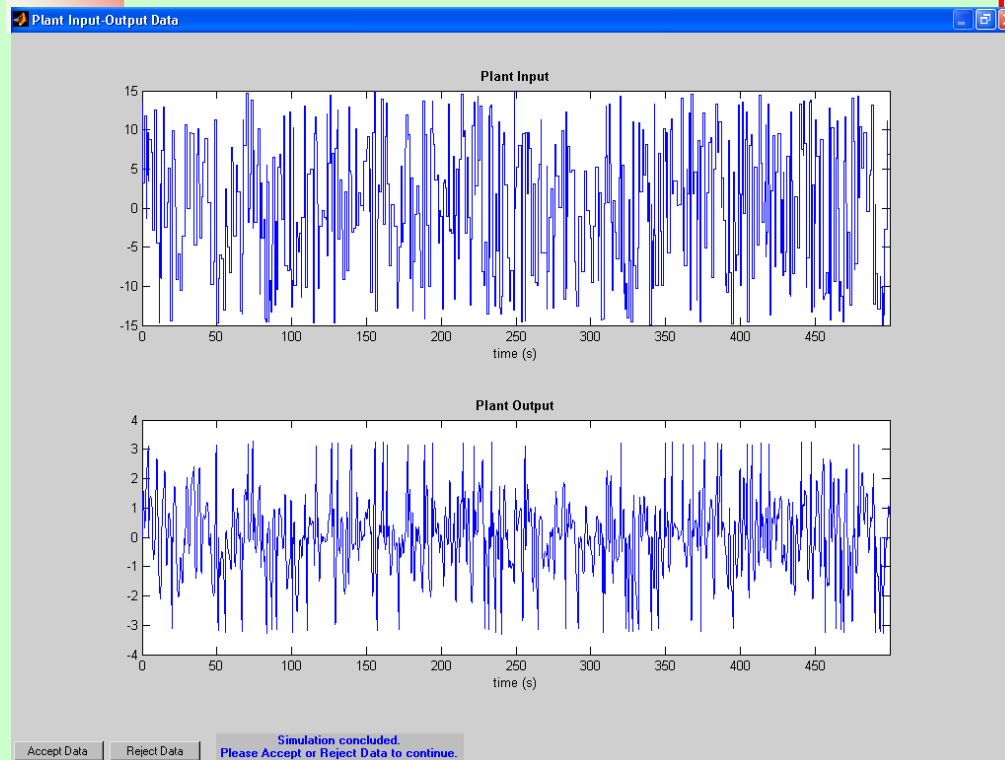 Plant Input-Output Data
Plant Input
15
10
5
0
-5
-10
-15
0 50 100 150 200 250 300 350 400 450
time (s)
Plant Output
4
3
2
1
0
-1
-2
-3
-4
0 50 100 150 200 250 300 350 400 450
time (s)
Accept Data Reject Data
Simulation concluded.
Please Accept or Reject Data to continue.